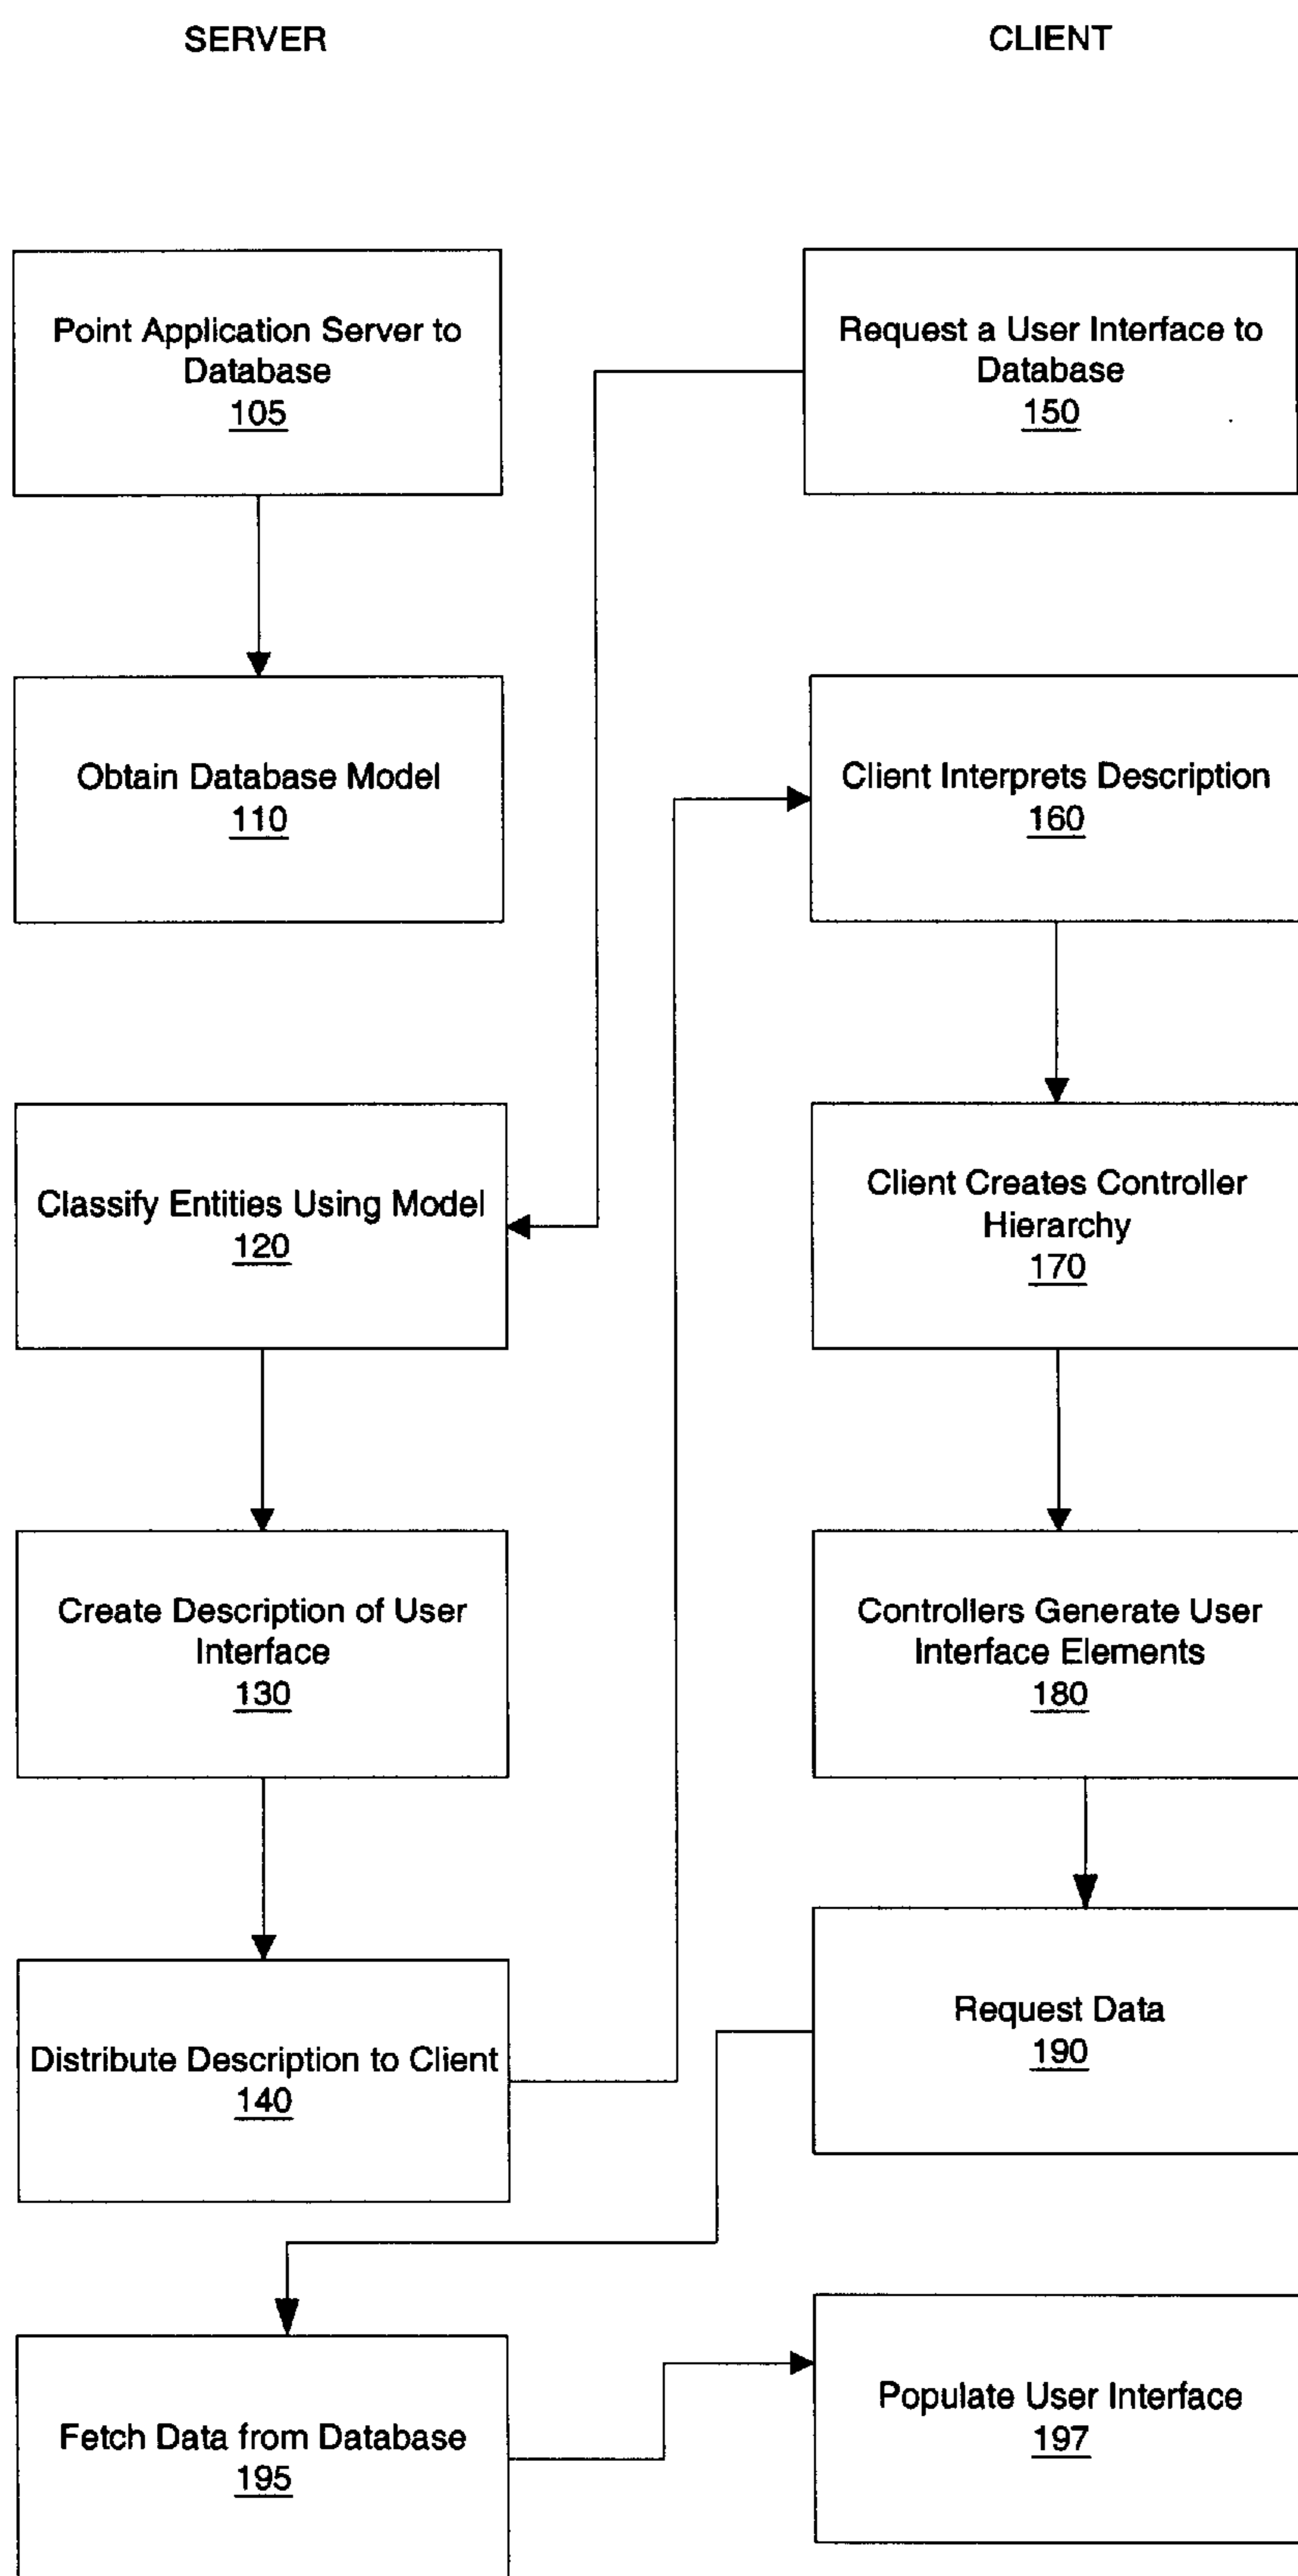 SERVER
CLIENT
Point Application Server to
Database
105
Request a User Interface to
Database
150
Obtain Database Model
110
Client Interprets Description
160
Classify Entities Using Model
120
Client Creates Controller
Hierarchy
170
Create Description of User
Interface
130
Controllers Generate User
Interface Elements
180
Distribute Description to Client
140
Request Data
190
Fetch Data from Database
195
Populate User Interface
197